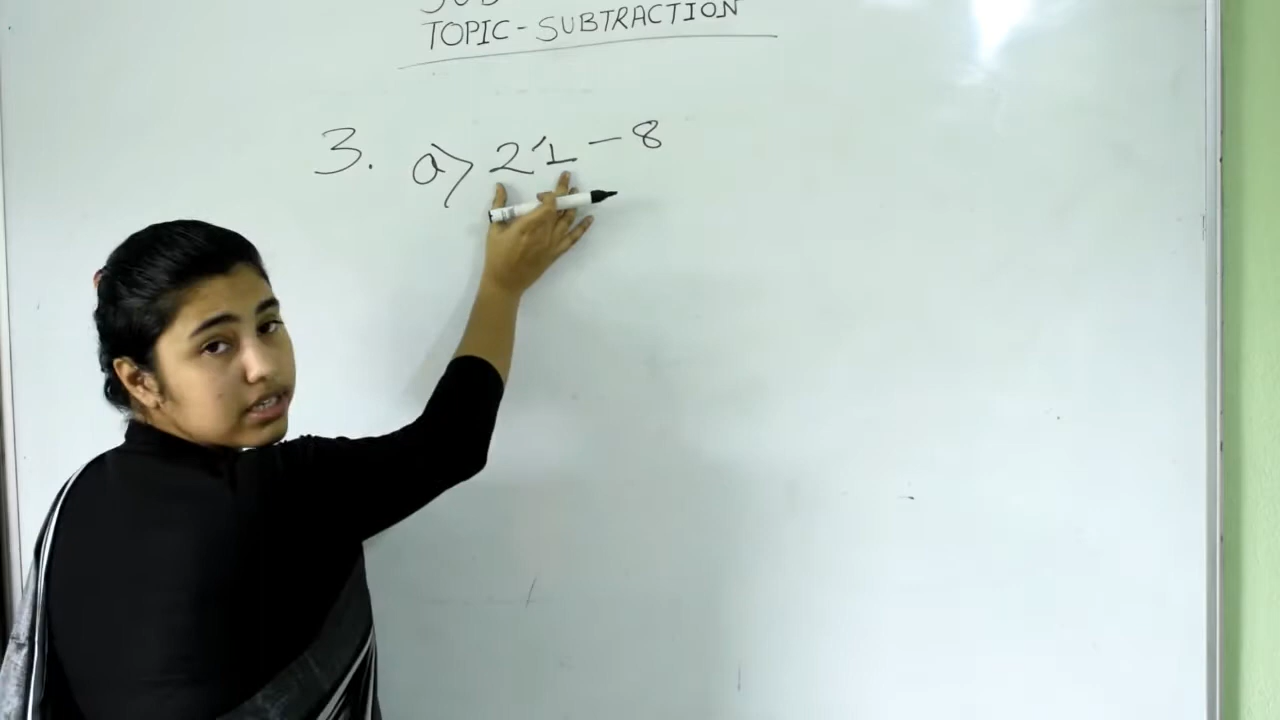 TOPIC-SUBTRACTION
3. a> 21 - 8